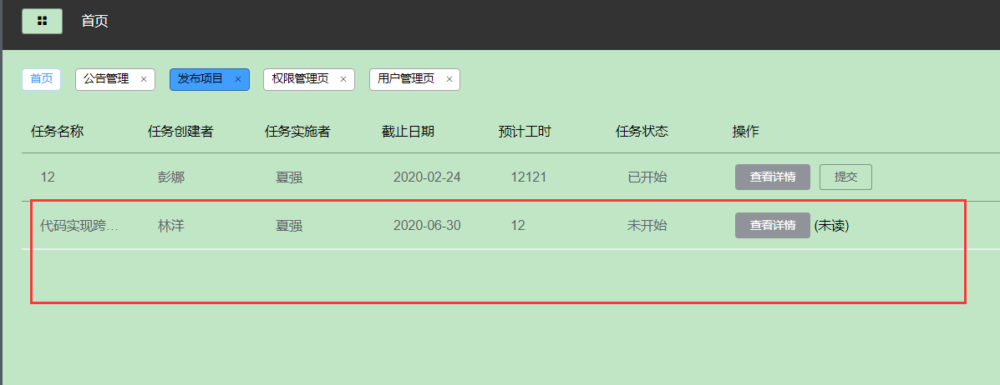 首页
首页 公告管理 × 发布项目 × 权限管理页 × 用户管理页 ×
任务名称 任务创建者 任务实施者 截止日期 预计工时 任务状态 操作
12 彭娜 夏强 2020-02-24 12121 已开始 查看详情 提交
代码实现跨... 林洋 夏强 2020-06-30 12 未开始 查看详情 (未读)